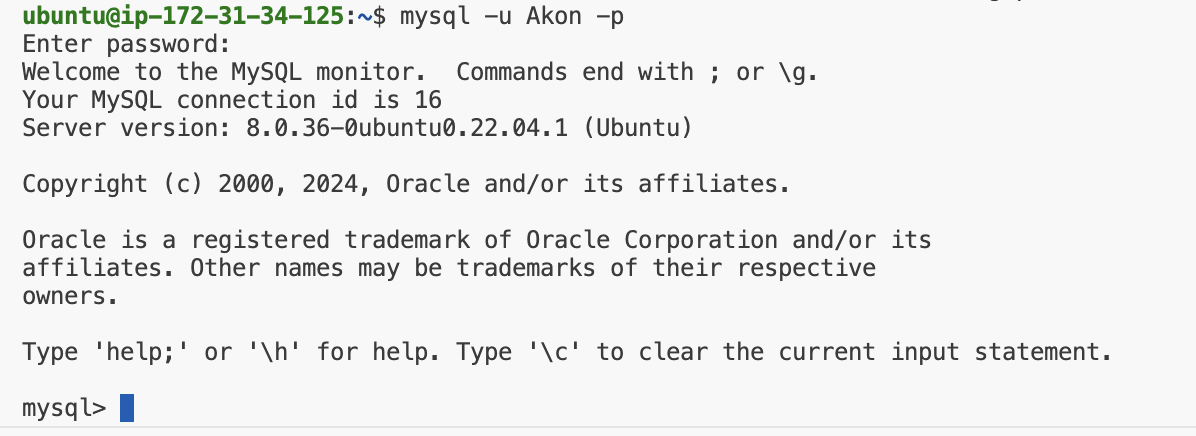 ubuntu@ip-172-31-34-125:~$ mysql -u Akon -p
Enter password:
Welcome to the MySQL monitor.  Commands end with ; or \g.
Your MySQL connection id is 16
Server version: 8.0.36-0ubuntu0.22.04.1 (Ubuntu)

Copyright (c) 2000, 2024, Oracle and/or its affiliates.

Oracle is a registered trademark of Oracle Corporation and/or its
affiliates. Other names may be trademarks of their respective
owners.

Type 'help;' or '\h' for help. Type '\c' to clear the current input statement.

mysql>